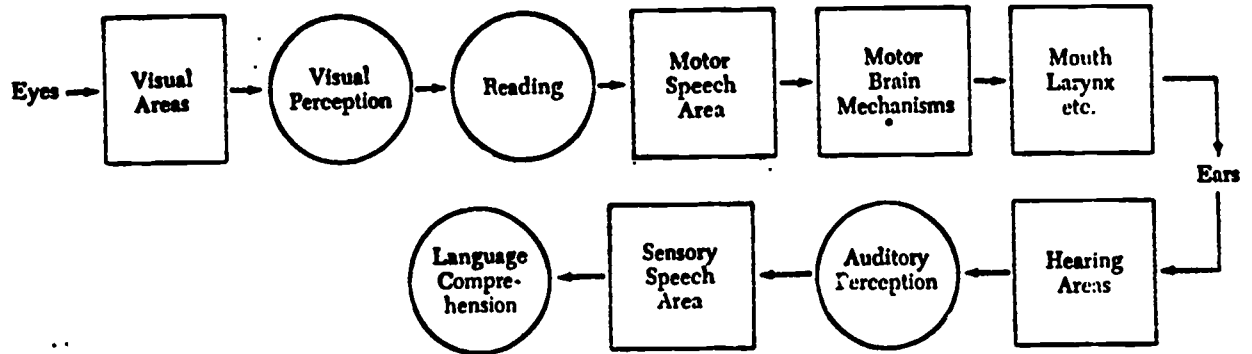 Eyes
Visual
Areas
Visual
Perception
Reading
Motor
Speech
Area
Motor
Brain
Mechanisms
Mouth
Larynx
etc.
Ears
Hearing
Areas
Auditory
Perception
Sensory
Speech
Area
Language
Compre-
hension